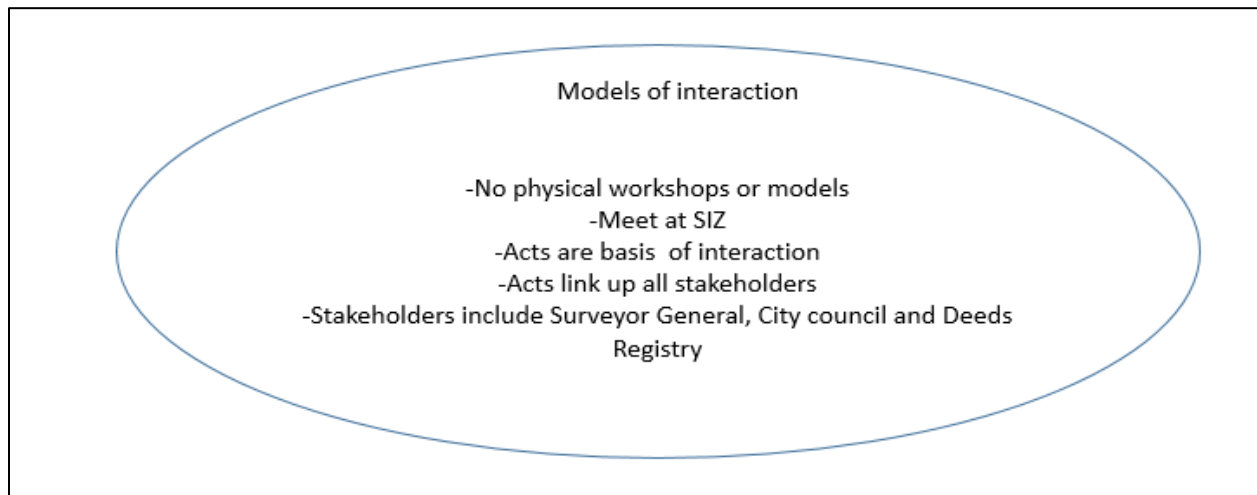 Models of interaction
-No physical workshops or models
-Meet at SIZ
-Acts are basis  of interaction
-Acts link up all stakeholders
-Stakeholders include Surveyor General, City council and Deeds
Registry